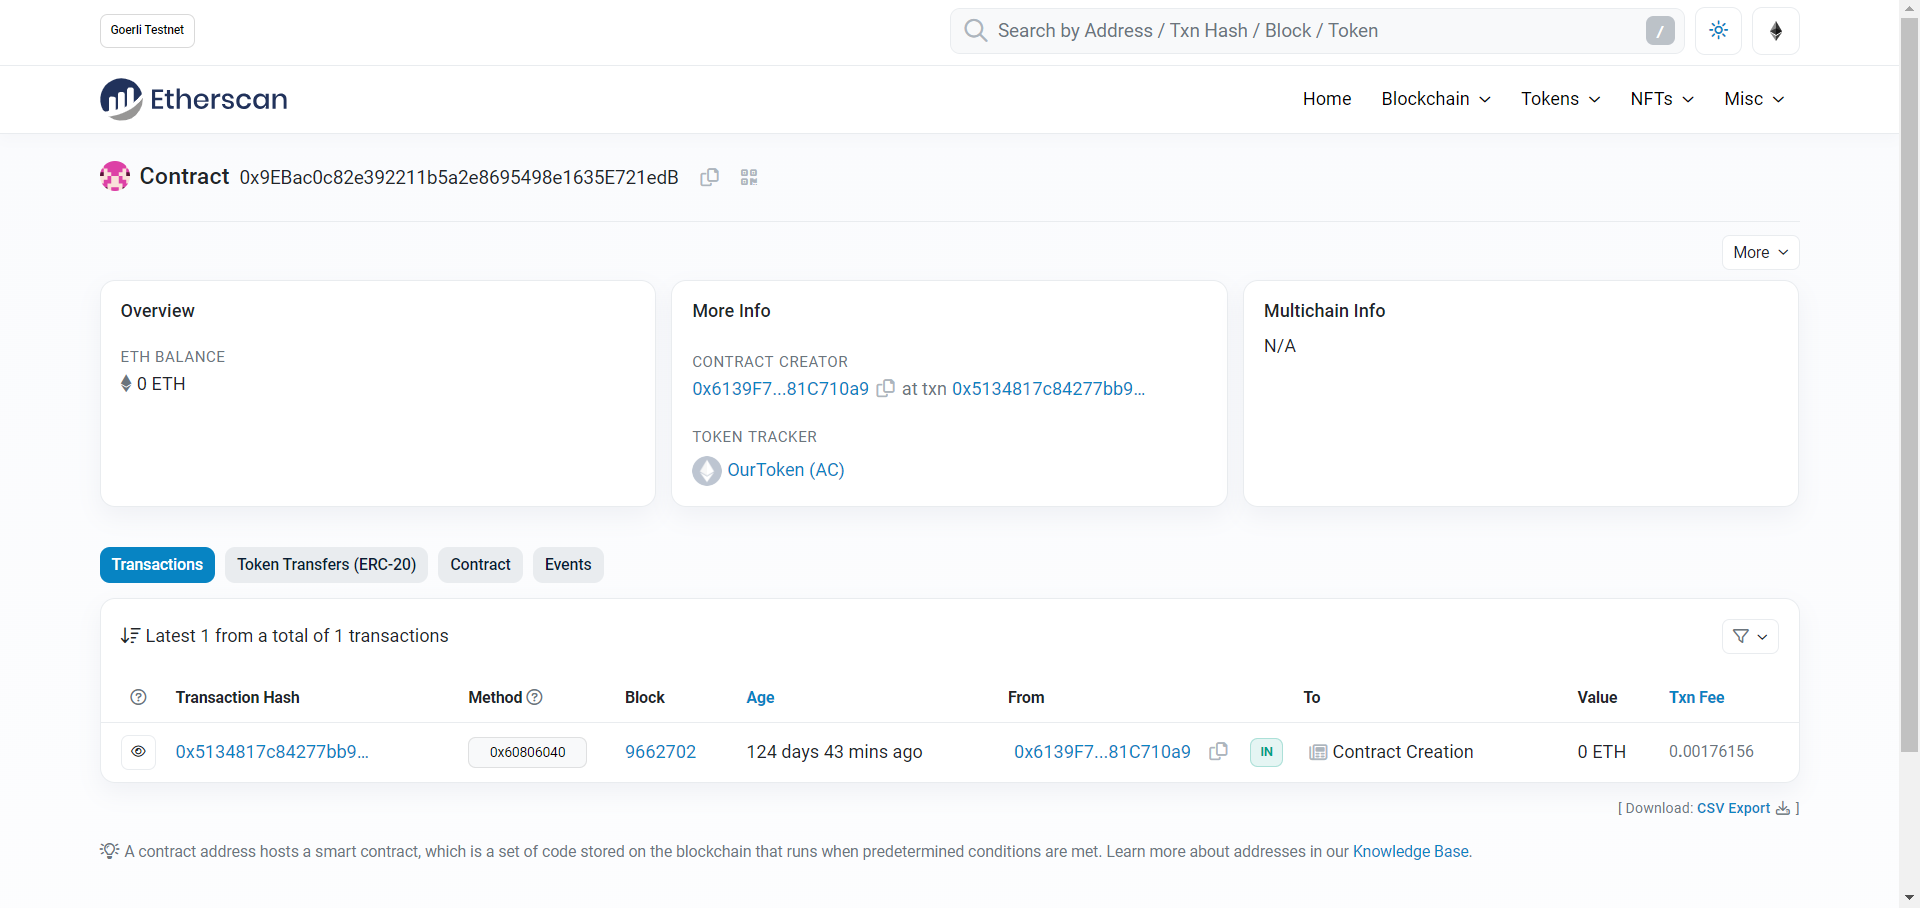 Goerli Testnet
Search by Address / Txn Hash / Block / Token
/
Etherscan
Home Blockchain Tokens NFTs Misc
Contract 0x9EBac0c82e392211b5a2e8695498e1635E721edB
More
Overview
ETH BALANCE
0 ETH
More Info
CONTRACT CREATOR
0x6139F7...81C710a9 at txn 0x5134817c84277bb9...
TOKEN TRACKER
OurToken (AC)
Multichain Info
N/A
Transactions Token Transfers (ERC-20) Contract Events
Latest 1 from a total of 1 transactions
Transaction Hash Method Block Age From To Value Txn Fee
0x5134817c84277bb9... 0x60806040 9662702 124 days 43 mins ago 0x6139F7...81C710a9 IN Contract Creation 0 ETH 0.00176156
[ Download: CSV Export ]
A contract address hosts a smart contract, which is a set of code stored on the blockchain that runs when predetermined conditions are met. Learn more about addresses in our Knowledge Base.